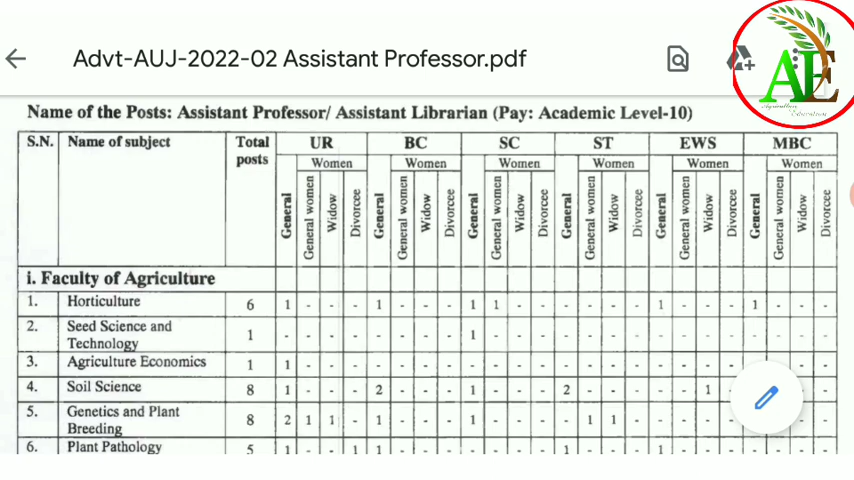 Advt-AUJ-2022-02 Assistant Professor.pdf
AE
Agriculture
Education
Name of the Posts: Assistant Professor/ Assistant Librarian (Pay: Academic Level-10)
S.N. Name of subject Total posts UR BC SC ST EWS MBC
Women Women Women Women Women Women
General General women Widow Divorcee General General women Widow Divorcee General General women Widow Divorcee General General women Widow Divorcee General General women Widow Divorcee General General women Widow Divorcee
i. Faculty of Agriculture
1. Horticulture 6 1 - - - 1 - - - 1 1 - - - - - - 1 - - - 1 - - -
2. Seed Science and
Technology 1 - - - - - - - - 1 - - - - - - - - - - - - - - -
3. Agriculture Economics 1 1 - - - - - - - - - - - - - - - - - - - - - - -
4. Soil Science 8 1 - - - 2 - - - 1 - - - 2 - - - - - 1 - - -
5. Genetics and Plant
Breeding 8 2 1 1 - 1 - - - 1 - - - - 1 1 - - - - - -
6. Plant Pathology 5 1 - - 1 1 - - - - - - - 1 - - - 1 - - - - - -